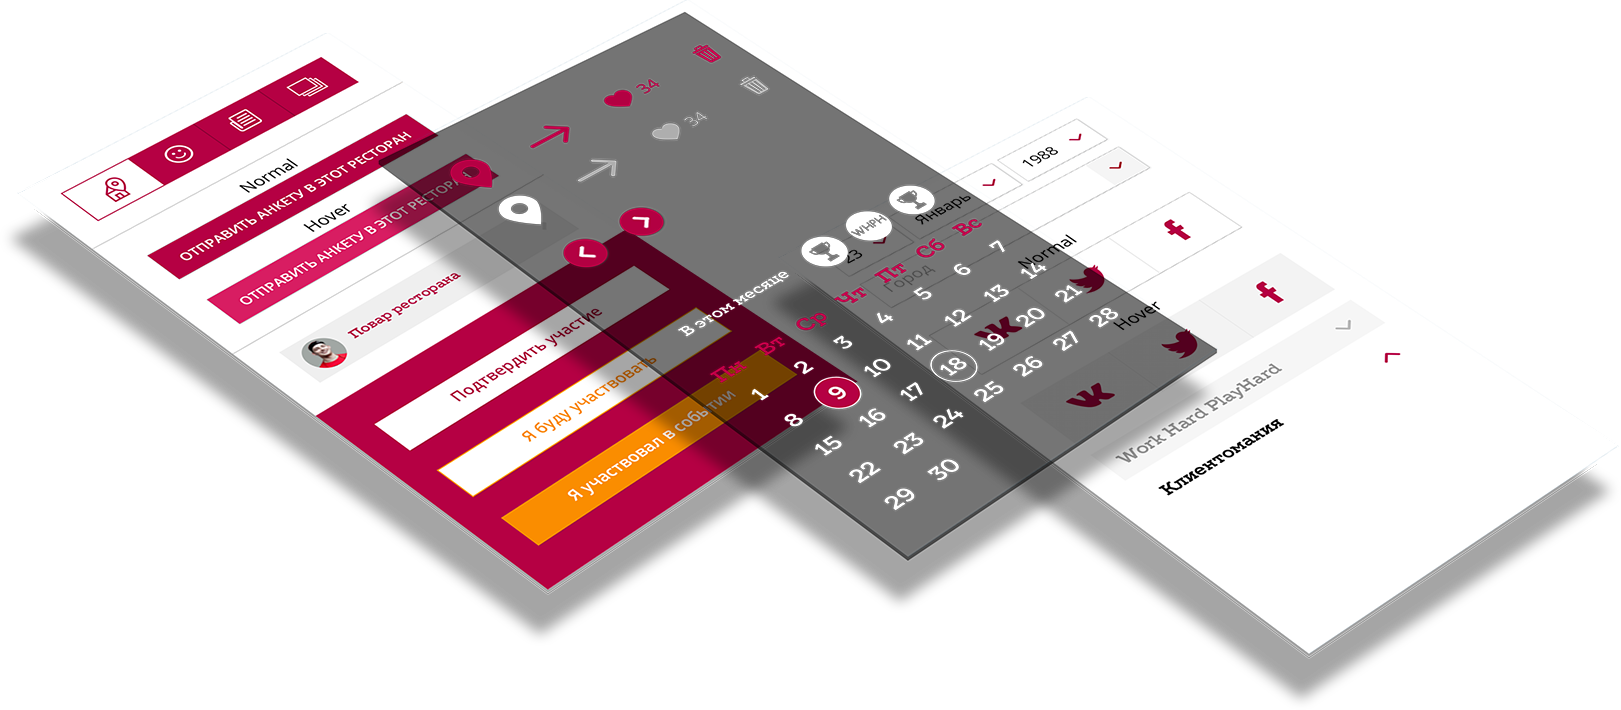 Normal
ОТПРАВИТЬ АНКЕТУ В ЭТОТ РЕСТОРАН
Hover
ОТПРАВИТЬ АНКЕТУ В ЭТОТ РЕСТОРАН
Повар ресторана
Подтвердить участие
Я буду участвовать
Я участвовал в событии
34
34
WHPH
В этом месяце
Пн Вт Ср Чт Пт Сб Вс
1 2 3 4 5 6 7
8 9 10 11 12 13 14
15 16 17 18 19 20 21
22 23 24 25 26 27 28
29 30
23
Январь
1988
Город
Normal
Hover
Work Hard PlayHard
Клиентомания